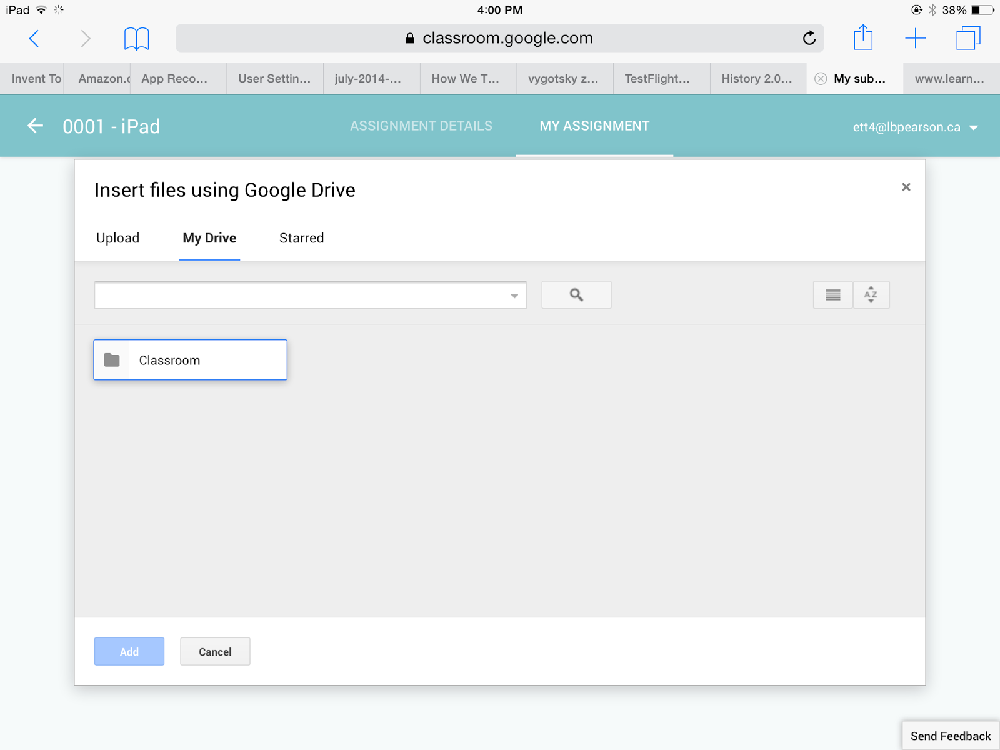 iPad 4:00 PM 38%
classroom.google.com
Invent To Amazon.c App Reco... User Settin... july-2014-... How We T... vygotsky z... TestFlight... History 2.0... My sub... www.learn...
0001 - iPad ASSIGNMENT DETAILS MY ASSIGNMENT ett4@lbpearson.ca
Insert files using Google Drive
Upload My Drive Starred
AZ
Classroom
Add Cancel
Send Feedback